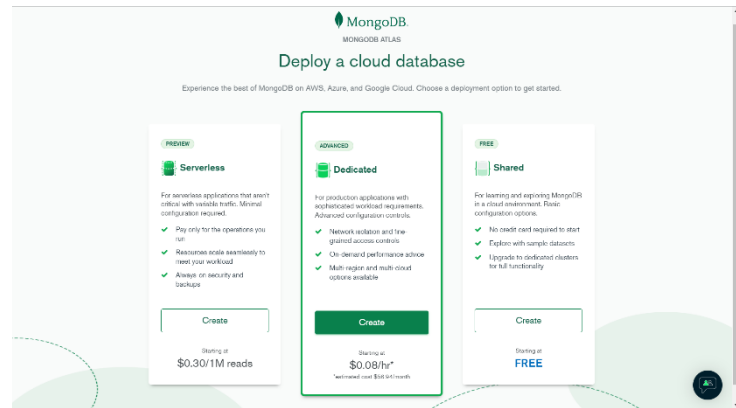 MongoDB.
MONGODB ATLAS
Deploy a cloud database
Experience the best of MongoDB on AWS, Azure, and Google Cloud. Choose a deployment option to get started.
PREVIEW
Serverless
For serverless applications that aren't
critical with variable traffic. Minimal
configuration required.
Pay only for the operations you
run
Resources scale seamlessly to
meet your workload
Always-on security and
backups
Create
Starting at
$0.30/1M reads
ADVANCED
Dedicated
For production applications with
sophisticated workload requirements.
Advanced configuration controls.
Network isolation and fine-
grained access controls
On-demand performance advice
Multi-region and multi-cloud
options available
Create
Starting at
$0.08/hr*
*estimated cost $56.94/month
FREE
Shared
For learning and exploring MongoDB
in a cloud environment. Basic
configuration options.
No credit card required to start
Explore with sample datasets
Upgrade to dedicated clusters
for full functionality
Create
Starting at
FREE